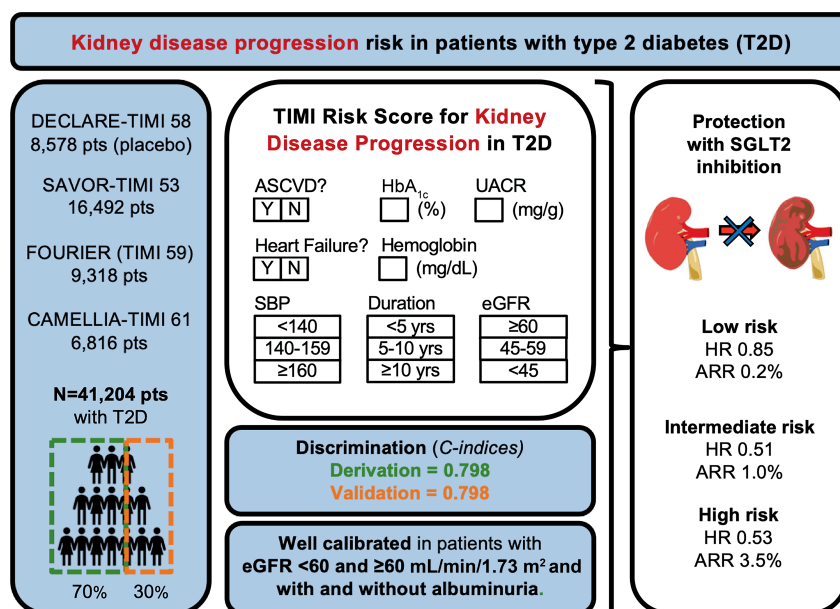 Kidney disease progression risk in patients with type 2 diabetes (T2D)
DECLARE-TIMI 58
8,578 pts (placebo)
SAVOR-TIMI 53
16,492 pts
FOURIER (TIMI 59)
9,318 pts
CAMELLIA-TIMI 61
6,816 pts
N=41,204 pts
with T2D
70% 30%
TIMI Risk Score for Kidney
Disease Progression in T2D
ASCVD? HbA1c UACR
Y N (%) (mg/g)
Heart Failure? Hemoglobin
Y N (mg/dL)
SBP Duration eGFR
<140 <5 yrs ≥60
140-159 5-10 yrs 45-59
≥160 ≥10 yrs <45
Discrimination (C-indices)
Derivation = 0.798
Validation = 0.798
Well calibrated in patients with
eGFR <60 and ≥60 mL/min/1.73 m² and
with and without albuminuria.
Protection
with SGLT2
inhibition
Low risk
HR 0.85
ARR 0.2%
Intermediate risk
HR 0.51
ARR 1.0%
High risk
HR 0.53
ARR 3.5%